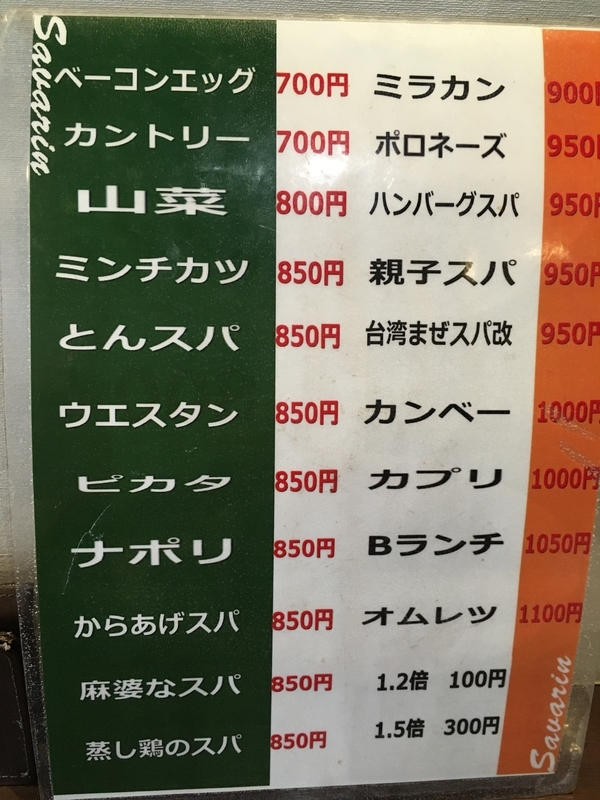 Savarin
ベーコンエッグ 700円
カントリー 700円
山菜 800円
ミンチカツ 850円
とんスパ 850円
ウエスタン 850円
ピカタ 850円
ナポリ 850円
からあげスパ 850円
麻婆なスパ 850円
蒸し鶏のスパ 850円
ミラカン 900円
ポロネーズ 950円
ハンバーグスパ 950円
親子スパ 950円
台湾まぜスパ改 950円
カンベー 1000円
カプリ 1000円
Bランチ 1050円
オムレツ 1100円
1.2倍 100円
1.5倍 300円
Savarin